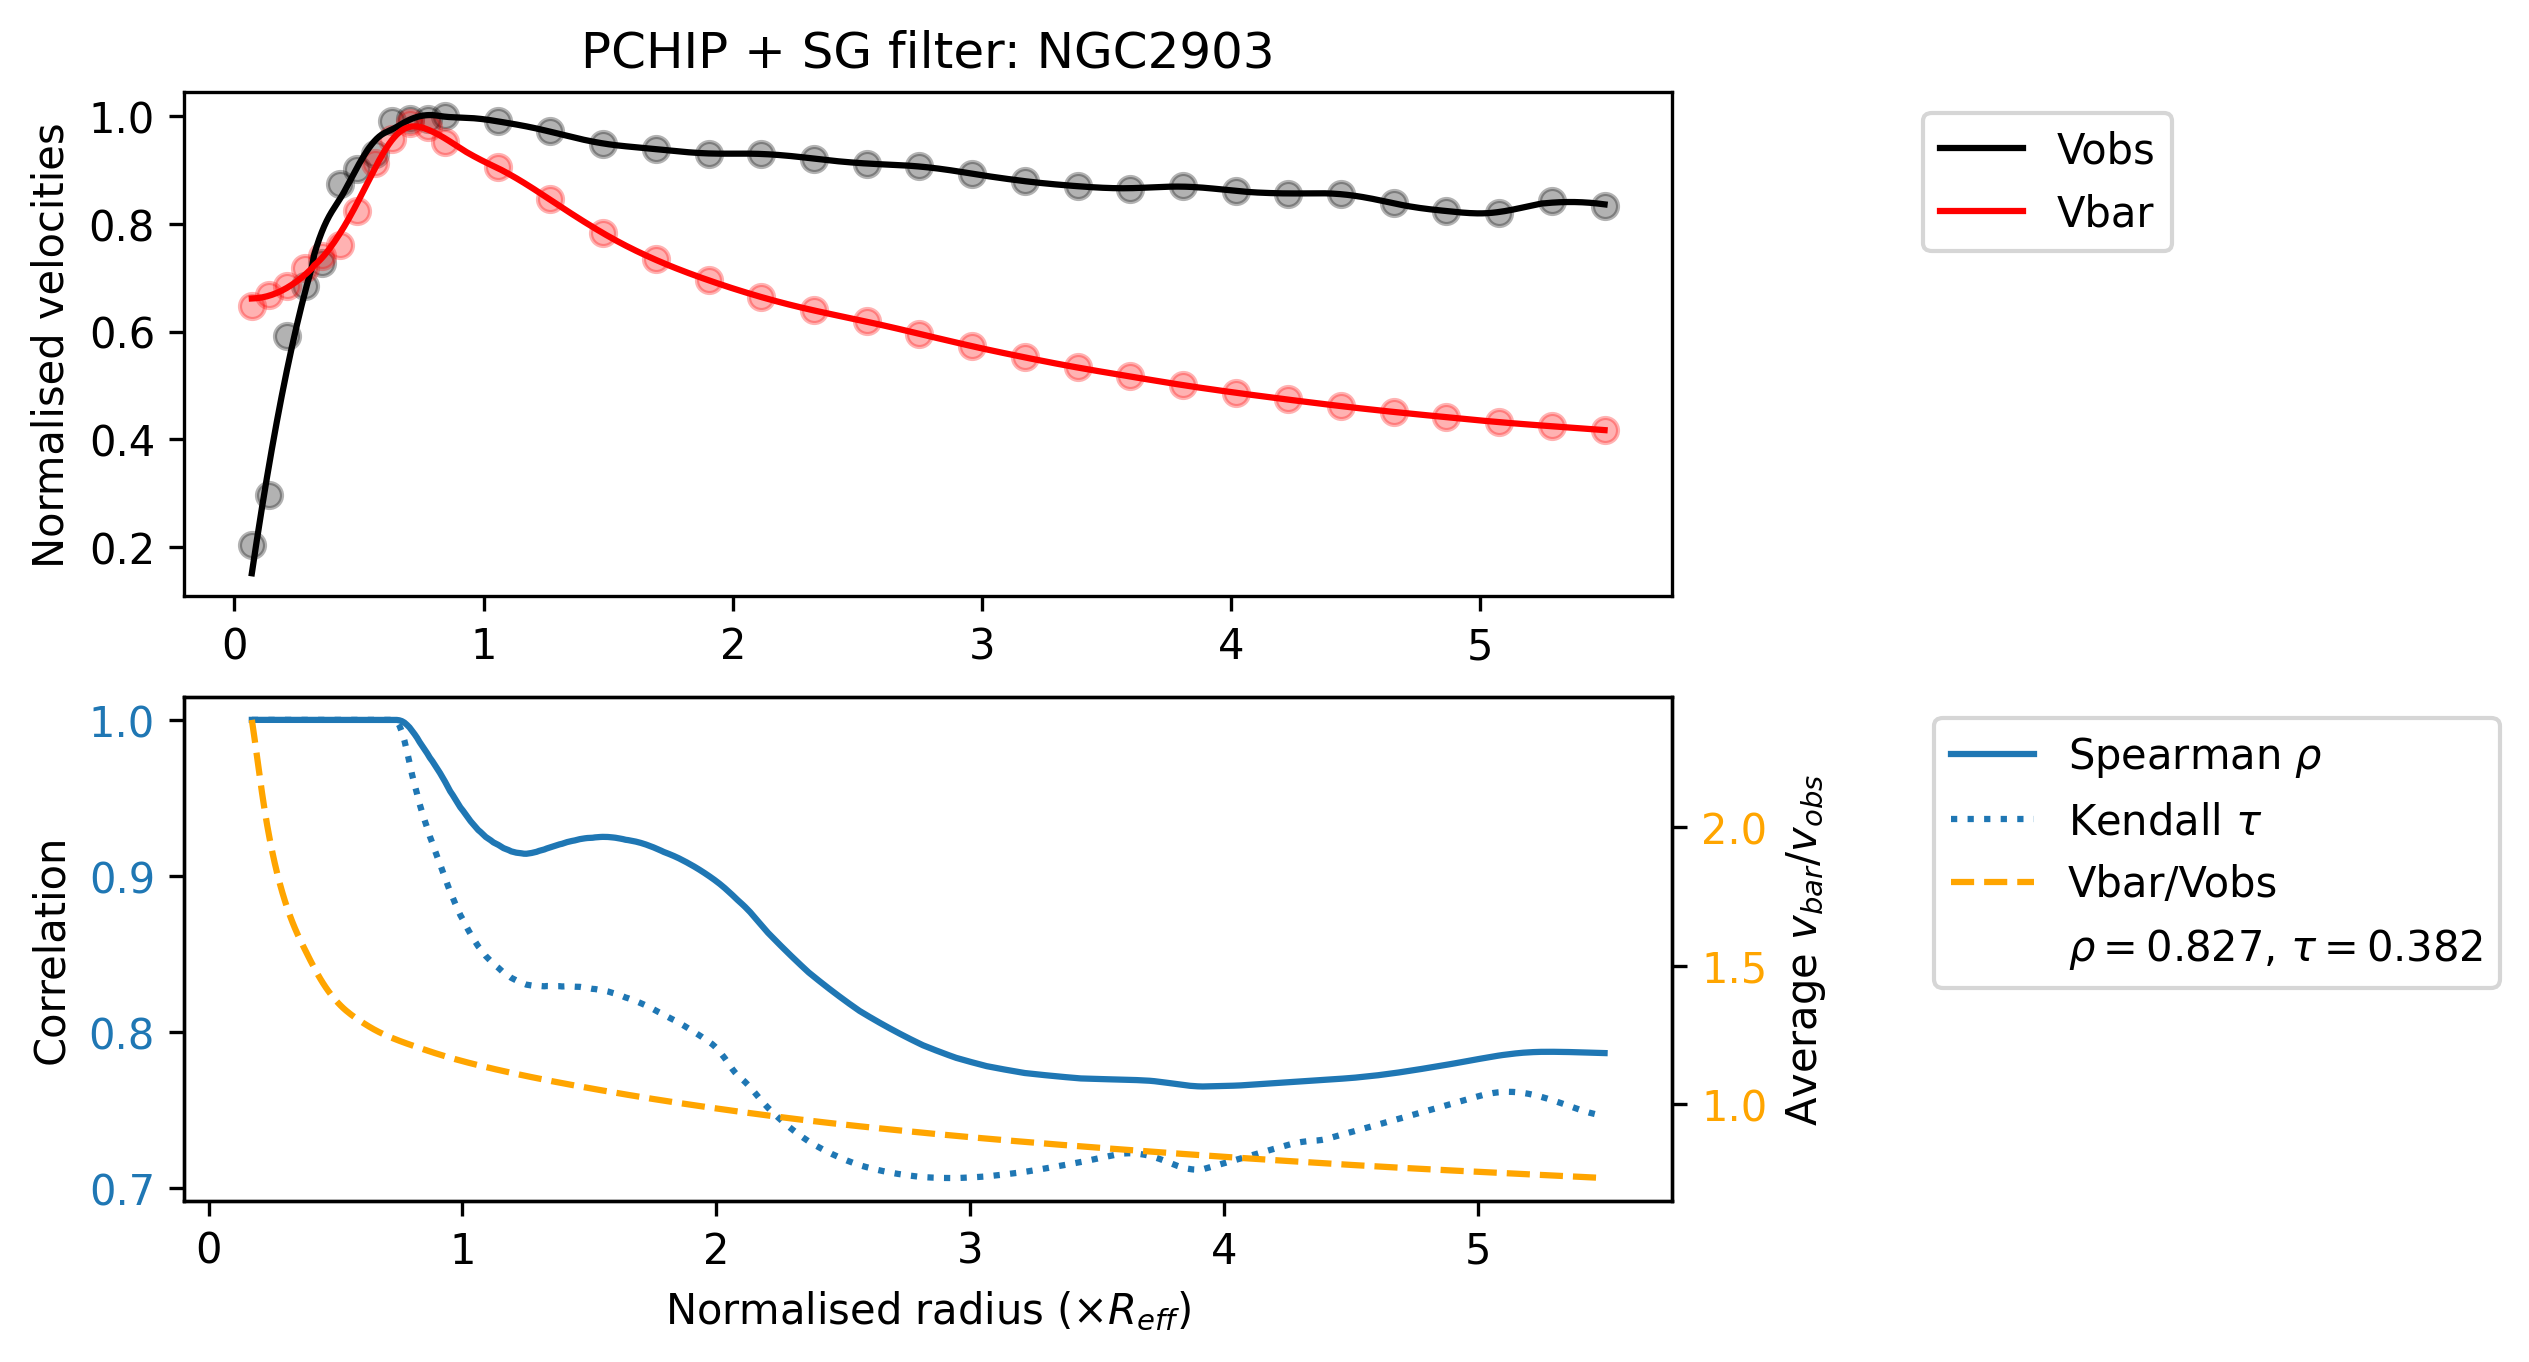 PCHIP + SG filter: NGC2903
Normalised velocities
1.0
0.8
0.6
0.4
0.2
0 1 2 3 4 5
Vobs
Vbar
Correlation
1.0
0.9
0.8
0.7
0 1 2 3 4 5
Normalised radius (×R_eff)
2.0
1.5
1.0
Average v_bar/v_obs
Spearman ρ
Kendall τ
Vbar/Vobs
ρ = 0.827, τ = 0.382